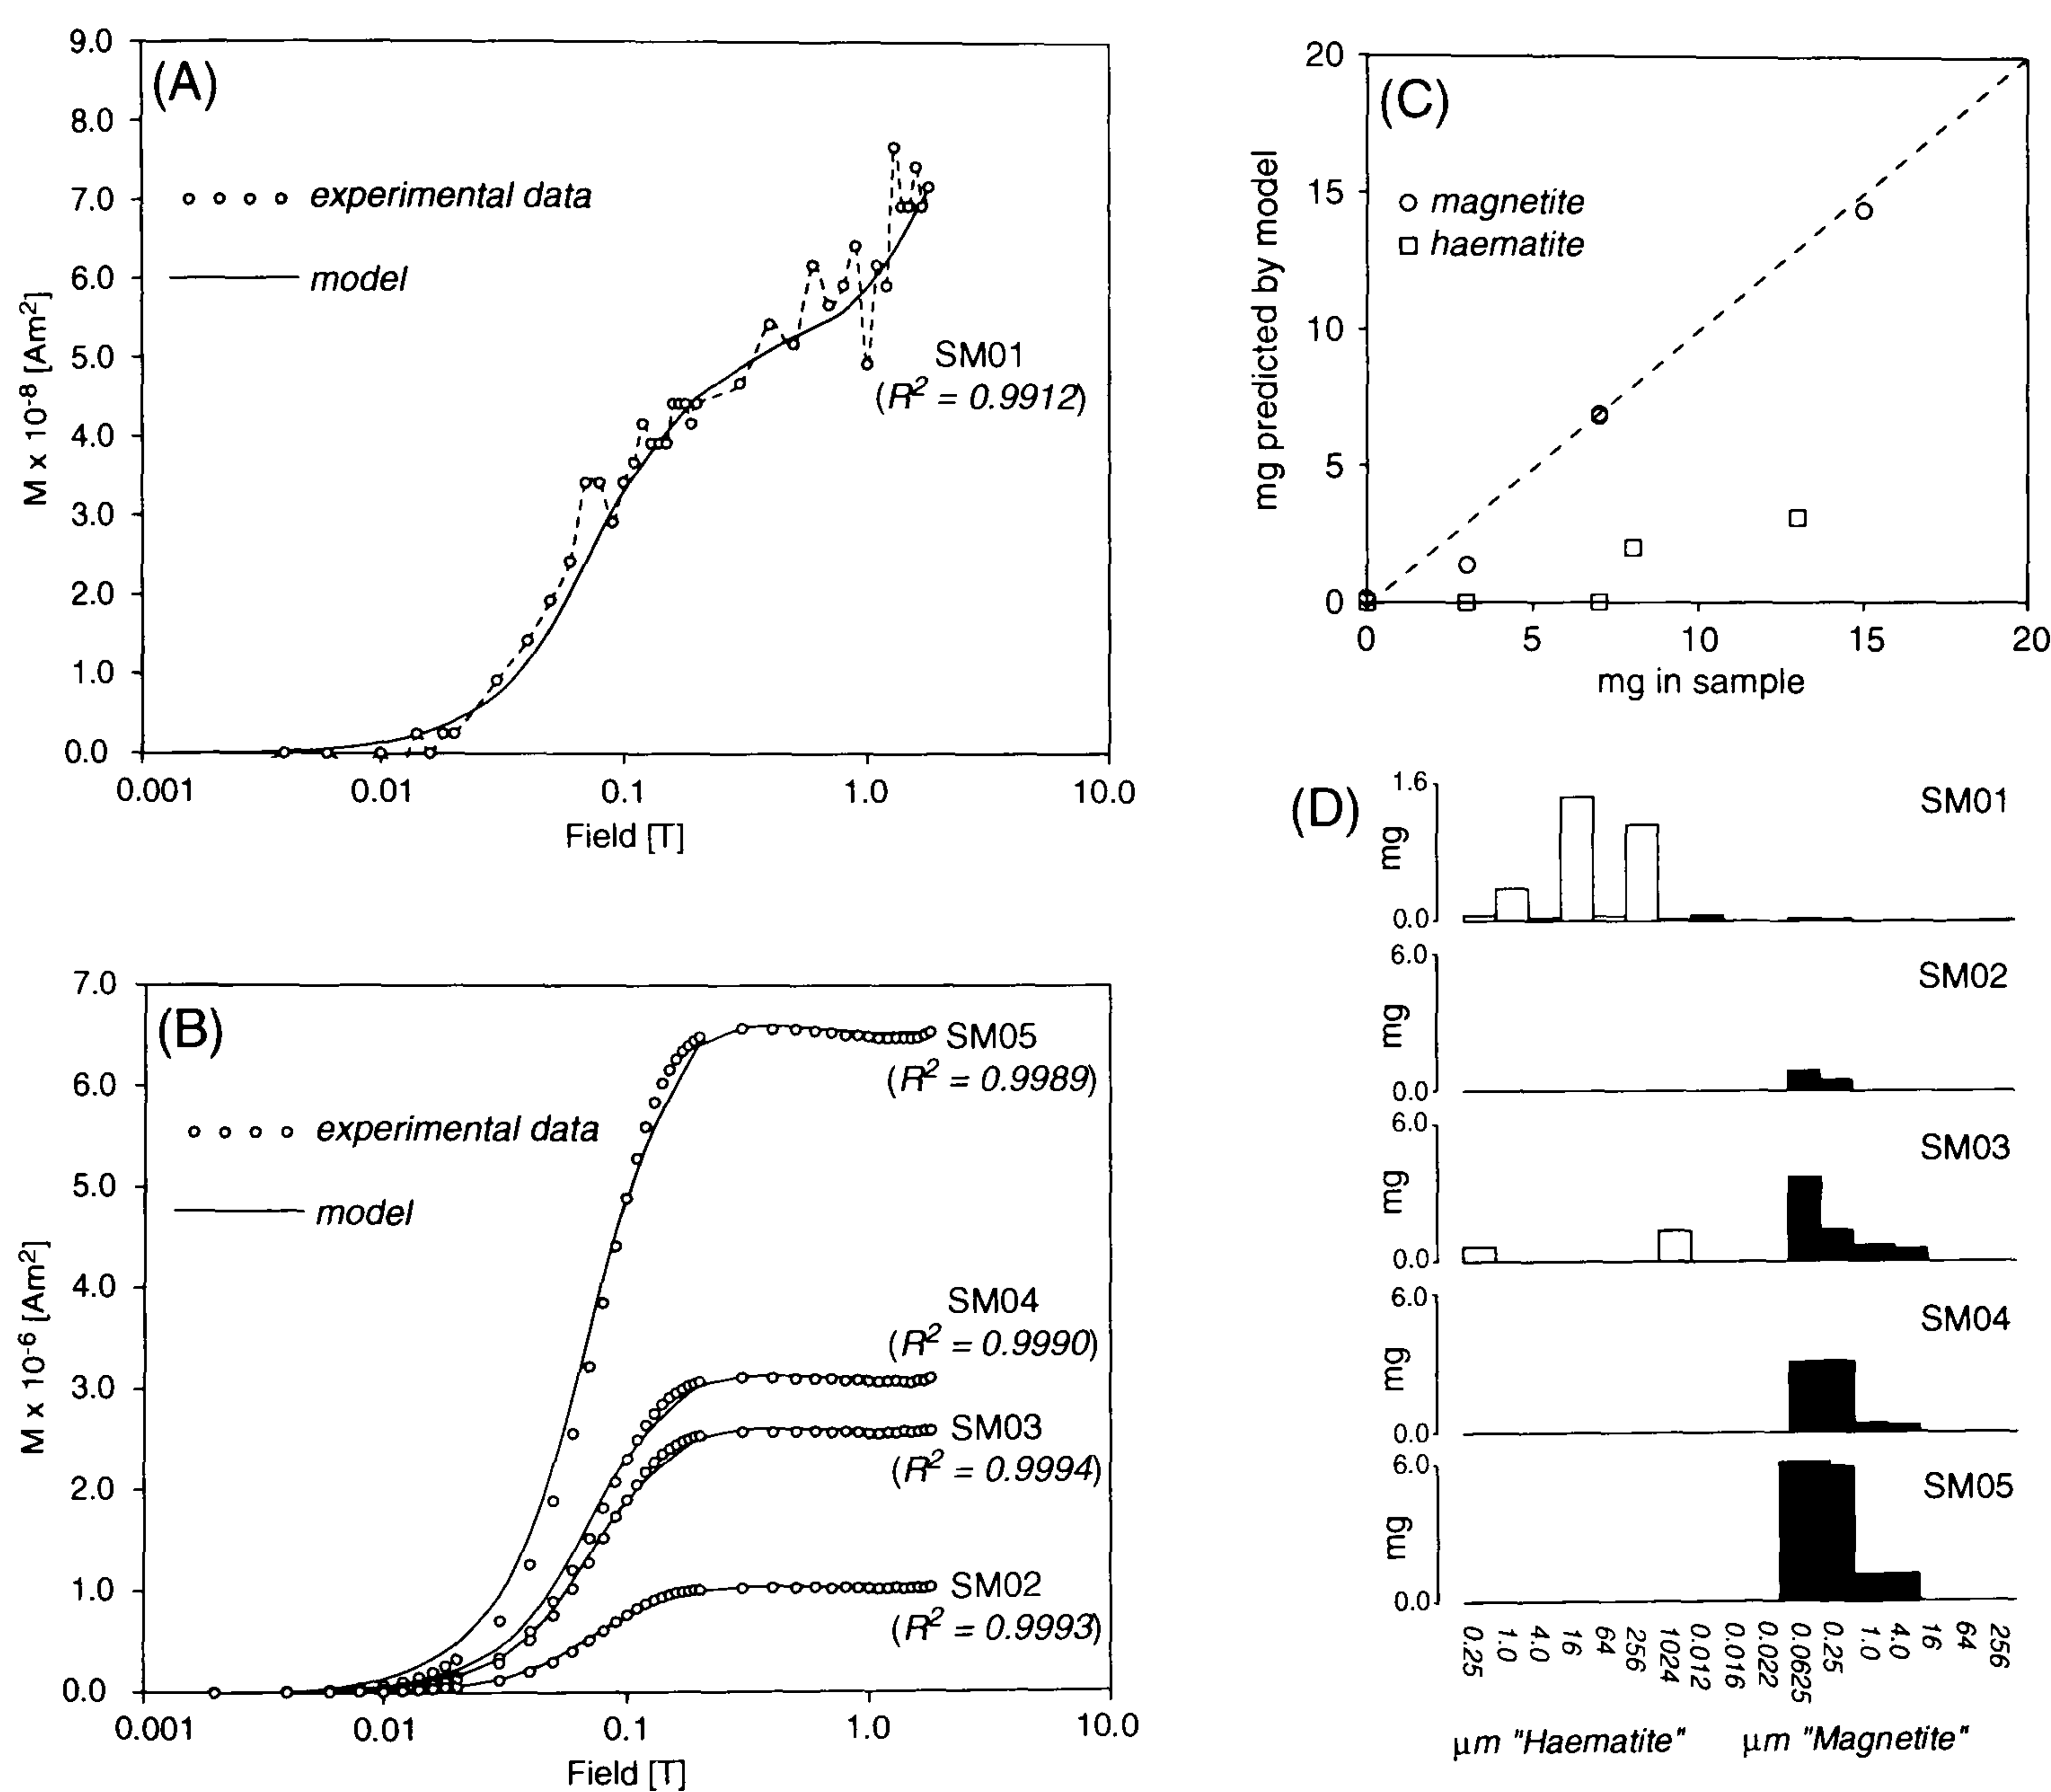 (A)
9.0
8.0
7.0
6.0
5.0
4.0
3.0
2.0
1.0
0.0
M x 10⁻⁸ [Am²]
experimental data
model
SM01
(R² = 0.9912)
0.001 0.01 0.1 1.0 10.0
Field [T]
(B)
7.0
6.0
5.0
4.0
3.0
2.0
1.0
0.0
M x 10⁻⁶ [Am²]
experimental data
model
SM05
(R² = 0.9989)
SM04
(R² = 0.9990)
SM03
(R² = 0.9994)
SM02
(R² = 0.9993)
0.001 0.01 0.1 1.0 10.0
Field [T]
(C)
20
15
10
5
0
mg predicted by model
magnetite
haematite
0 5 10 15 20
mg in sample
(D)
1.6
mg
0.0
SM01
6.0
mg
0.0
SM02
6.0
mg
0.0
SM03
6.0
mg
0.0
SM04
6.0
mg
0.0
SM05
0.25 1.0 4.0 16 64 256 1024 0.012 0.016 0.022 0.0625 0.25 1.0 4.0 16 64 256
µm "Haematite" µm "Magnetite"